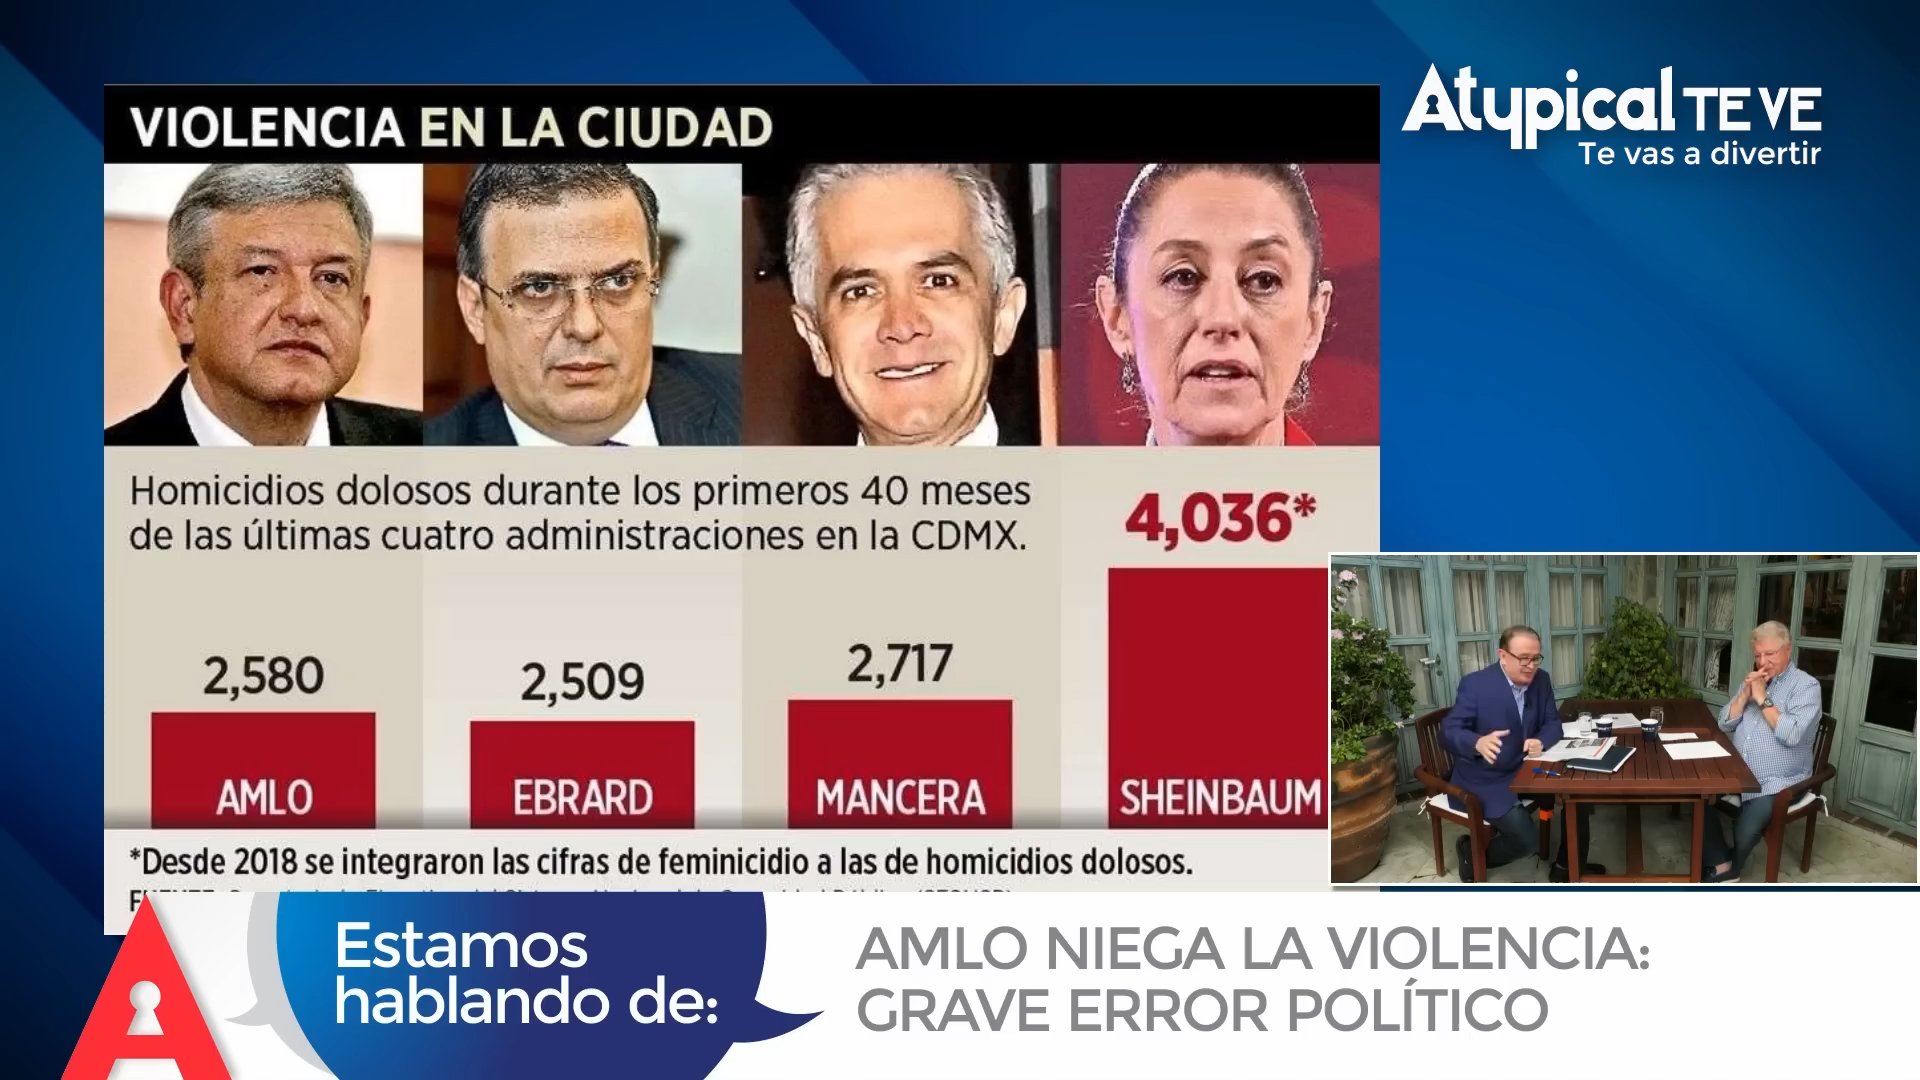 VIOLENCIA EN LA CIUDAD
Atypical TE VE
Te vas a divertir
Homicidios dolosos durante los primeros 40 meses
de las últimas cuatro administraciones en la CDMX.
4,036*
2,580
2,509
2,717
AMLO
EBRARD
MANCERA
SHEINBAUM
*Desde 2018 se integraron las cifras de feminicidio a las de homicidios dolosos.
Estamos
hablando de:
AMLO NIEGA LA VIOLENCIA:
GRAVE ERROR POLÍTICO